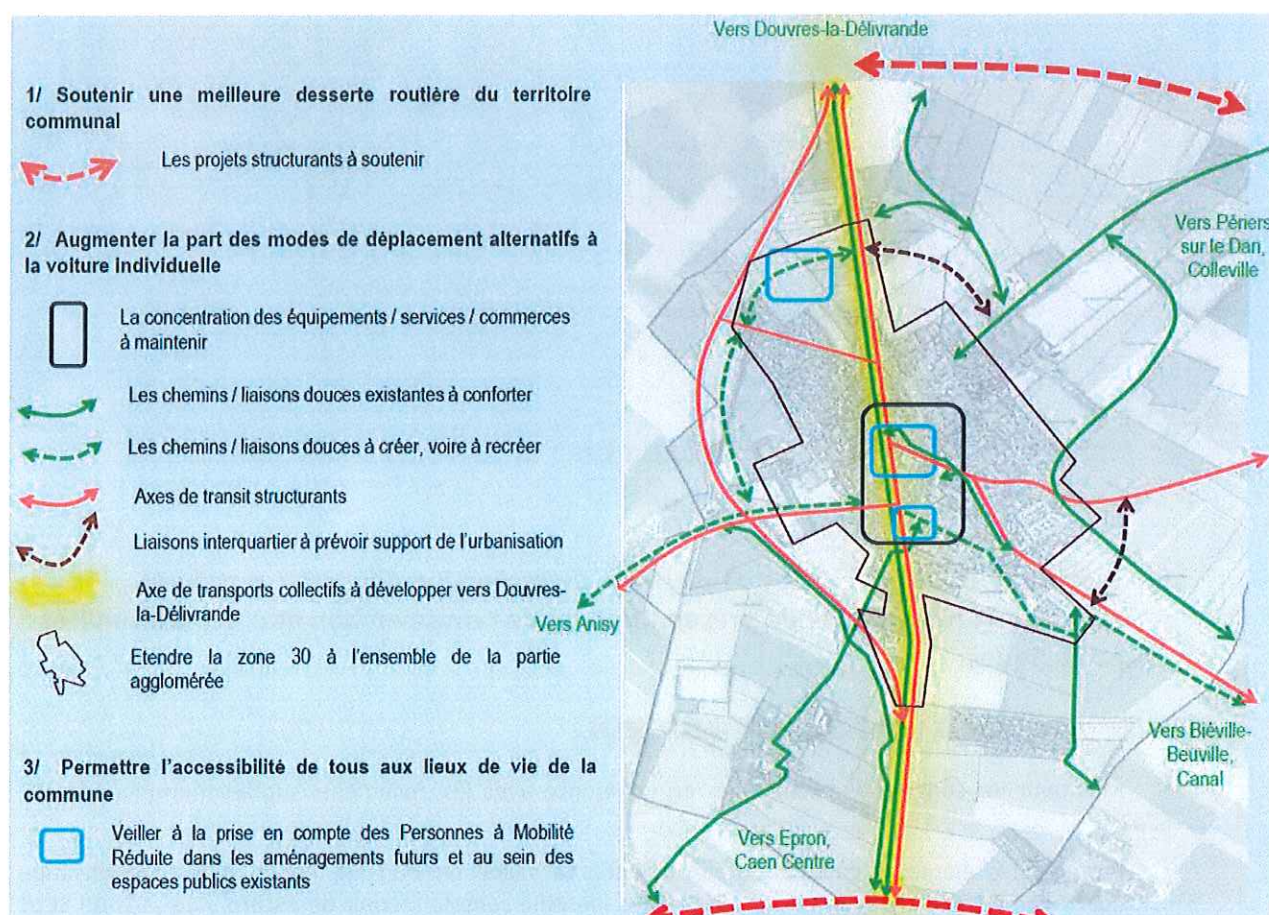 1/ Soutenir une meilleure desserte routière du territoire
communal
Les projets structurants à soutenir
2/ Augmenter la part des modes de déplacement alternatifs à
la voiture individuelle
La concentration des équipements / services / commerces
à maintenir
Les chemins / liaisons douces existantes à conforter
Les chemins / liaisons douces à créer, voire à recréer
Axes de transit structurants
Liaisons interquartier à prévoir support de l'urbanisation
Axe de transports collectifs à développer vers Douvres-
la-Délivrande
Etendre la zone 30 à l'ensemble de la partie
agglomérée
3/ Permettre l'accessibilité de tous aux lieux de vie de la
commune
Veiller à la prise en compte des Personnes à Mobilité
Réduite dans les aménagements futurs et au sein des
espaces publics existants
Vers Douvres-la-Délivrande
Vers Péners
sur le Dan,
Colleville
Vers Anisy
Vers Biéville-
Beuville,
Canal
Vers Epron,
Caen Centre